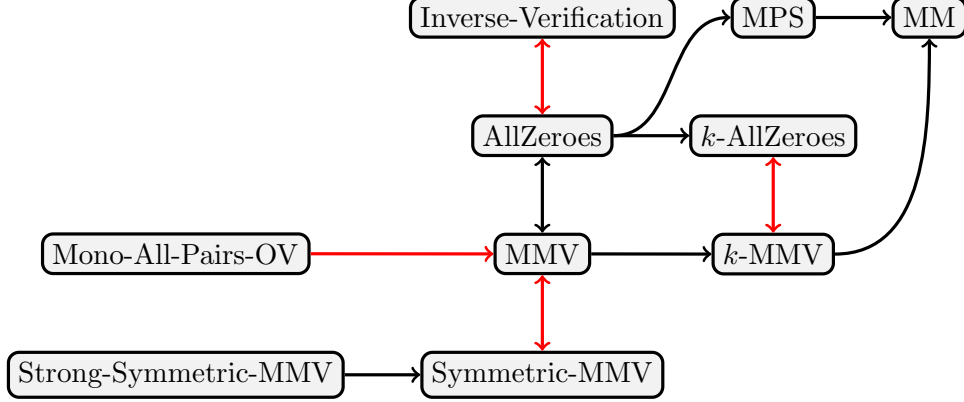 Inverse-Verification
MPS
MM
AllZeroes
k-AllZeroes
Mono-All-Pairs-OV
MMV
k-MMV
Strong-Symmetric-MMV
Symmetric-MMV